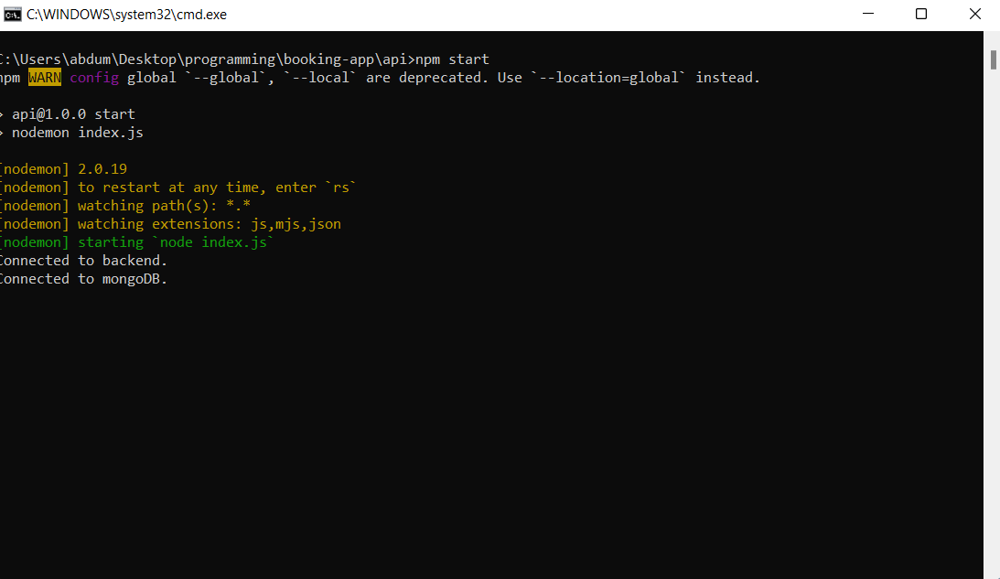 C:\WINDOWS\system32\cmd.exe
C:\Users\abdum\Desktop\programming\booking-app\api>npm start
npm WARN config global `--global`, `--local` are deprecated. Use `--location=global` instead.
> api@1.0.0 start
> nodemon index.js
[nodemon] 2.0.19
[nodemon] to restart at any time, enter `rs`
[nodemon] watching path(s): *.*
[nodemon] watching extensions: js,mjs,json
[nodemon] starting `node index.js`
Connected to backend.
Connected to mongoDB.